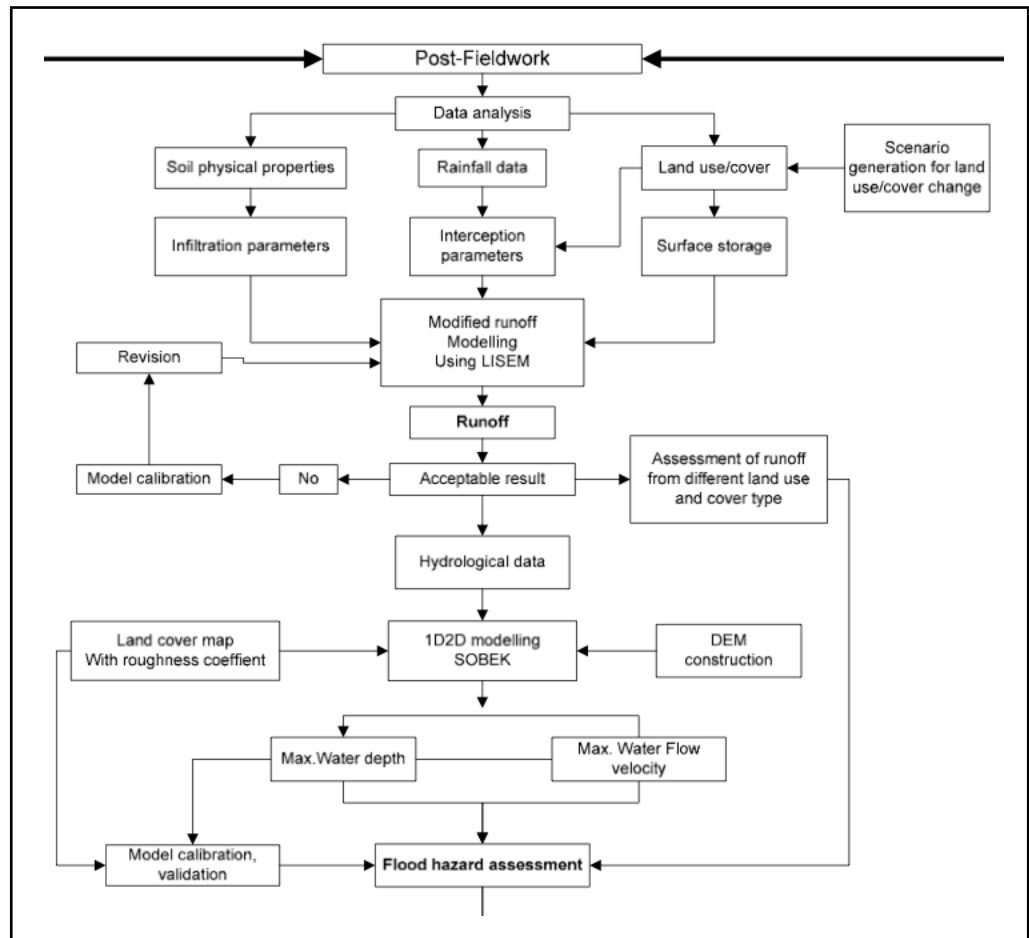 Post-Fieldwork
Data analysis
Soil physical properties
Rainfall data
Land use/cover
Scenario
generation for land
use/cover change
Infiltration parameters
Interception
parameters
Surface storage
Modified runoff
Modelling
Using LISEM
Revision
Runoff
Model calibration
No
Acceptable result
Assessment of runoff
from different land use
and cover type
Hydrological data
Land cover map
With roughness coeffient
1D2D modelling
SOBEK
DEM
construction
Max.Water depth
Max. Water Flow
velocity
Model calibration,
validation
Flood hazard assessment